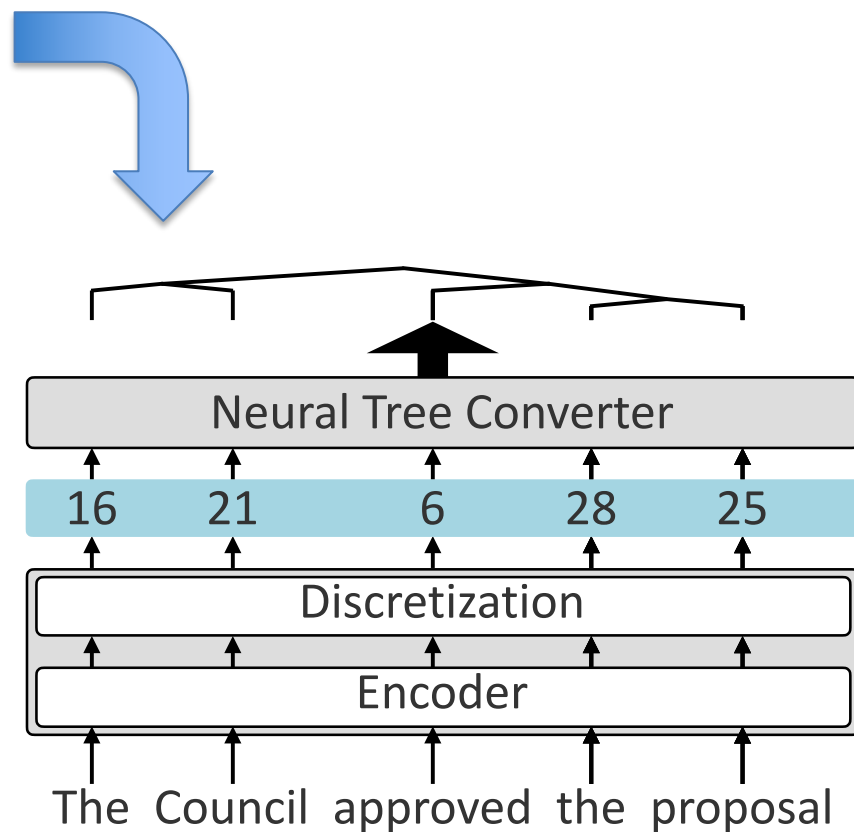 Neural Tree Converter
16 21 6 28 25
Discretization
Encoder
The Council approved the proposal